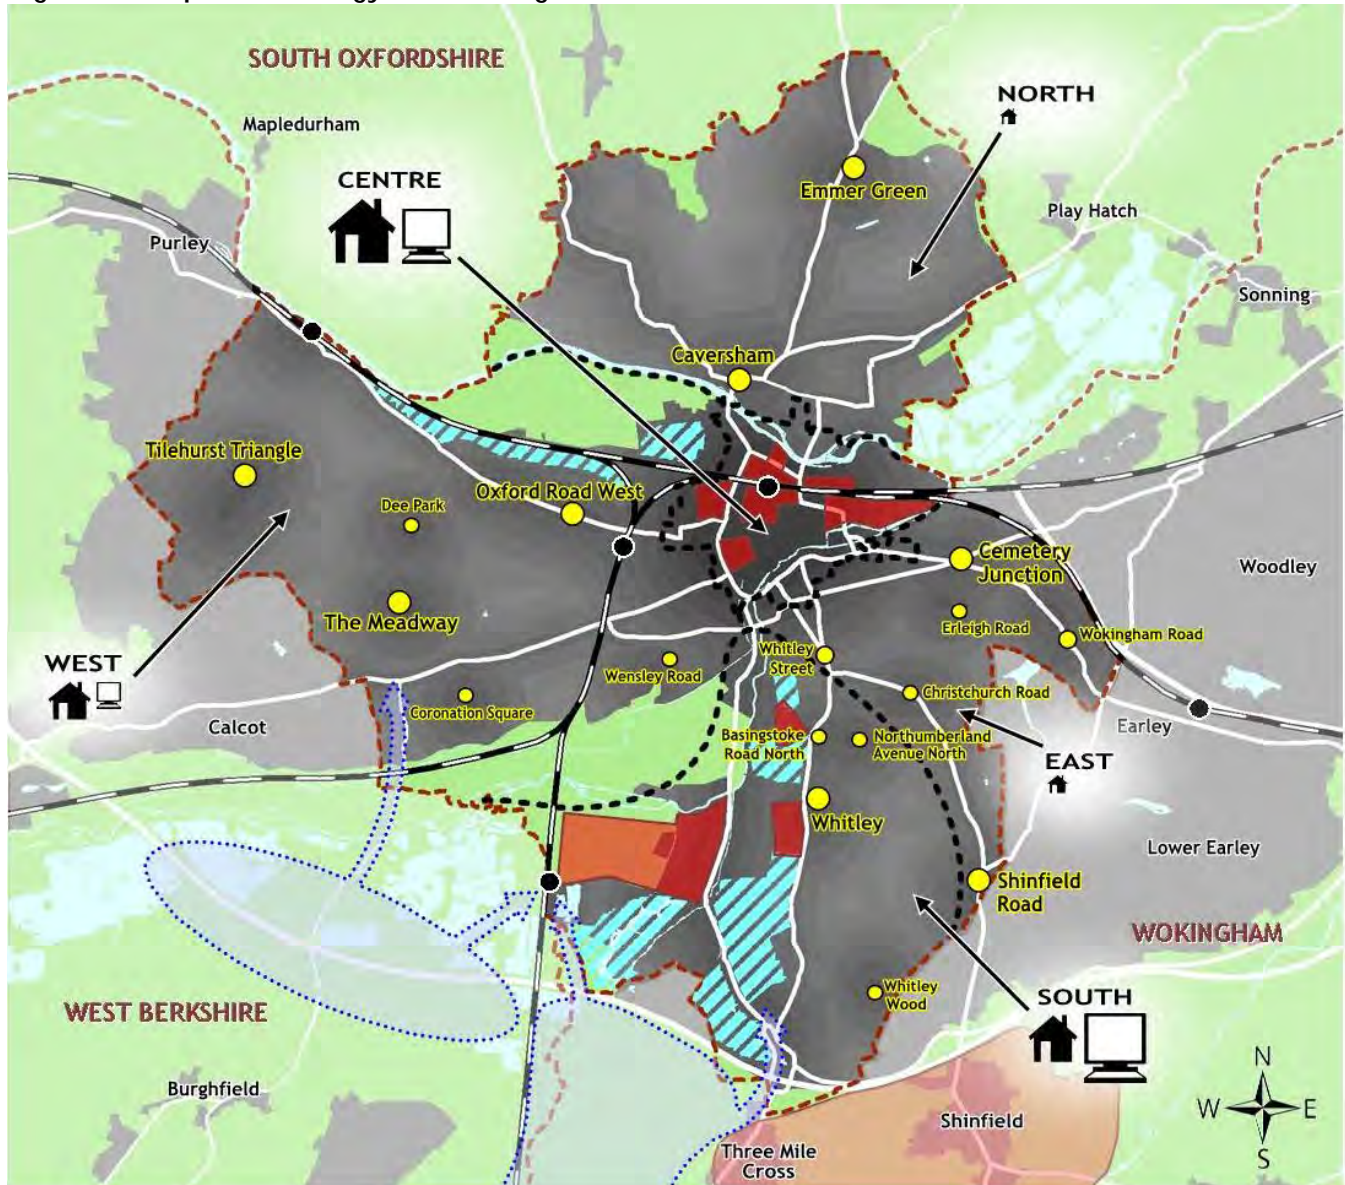 SOUTH OXFORDSHIRE
NORTH
Mapledurham
CENTRE
Emmer Green
Play Hatch
Purley
Sonning
Caversham
Tilehurst Triangle
Oxford Road West
Dee Park
Cemetery
Junction
Woodley
The Meadway
Erleigh Road
Wokingham Road
Whitley
Street
WEST
Wensley Road
Christchurch Road
Coronation Square
Calcot
Earley
Basingstoke
Road North
Northumberland
Avenue North
EAST
Whitley
Lower Earley
Shinfield
Road
WOKINGHAM
Whitley
Wood
SOUTH
WEST BERKSHIRE
Burghfield
Shinfield
Three Mile
Cross
N
W
E
S